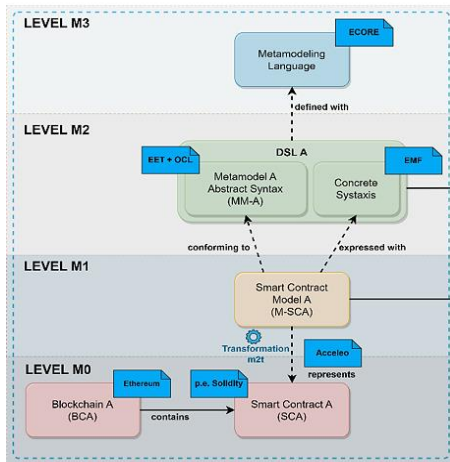 LEVEL M3
ECORE
Metamodeling
Language
defined with
LEVEL M2
DSL A
EET + OCL
EMF
Metamodel A
Abstract Syntax
(MM-A)
Concrete
Systaxis
conforming to
expressed with
LEVEL M1
Smart Contract
Model A
(M-SCA)
Transformation
m2t
Acceleo
represents
LEVEL M0
Ethereum
p.e. Solidity
Blockchain A
(BCA)
contains
Smart Contract A
(SCA)